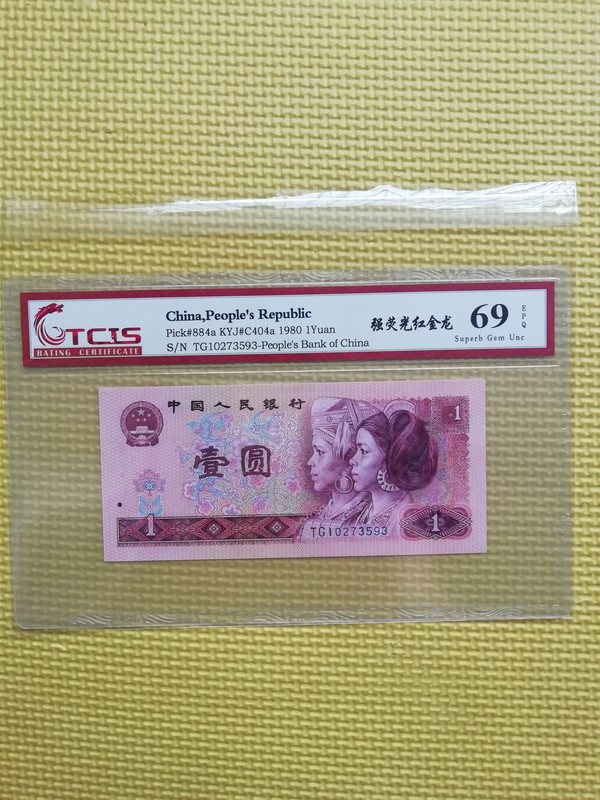 TCIS
RATING CERTIFICATE
China,People's Republic
Pick#884a KYJ#C404a 1980 1Yuan
S/N TG10273593-People's Bank of China
强荧光红金龙
69
EPQ
Superb Gem Unc
中国人民银行
1
壹圆
1
1
TG10273593